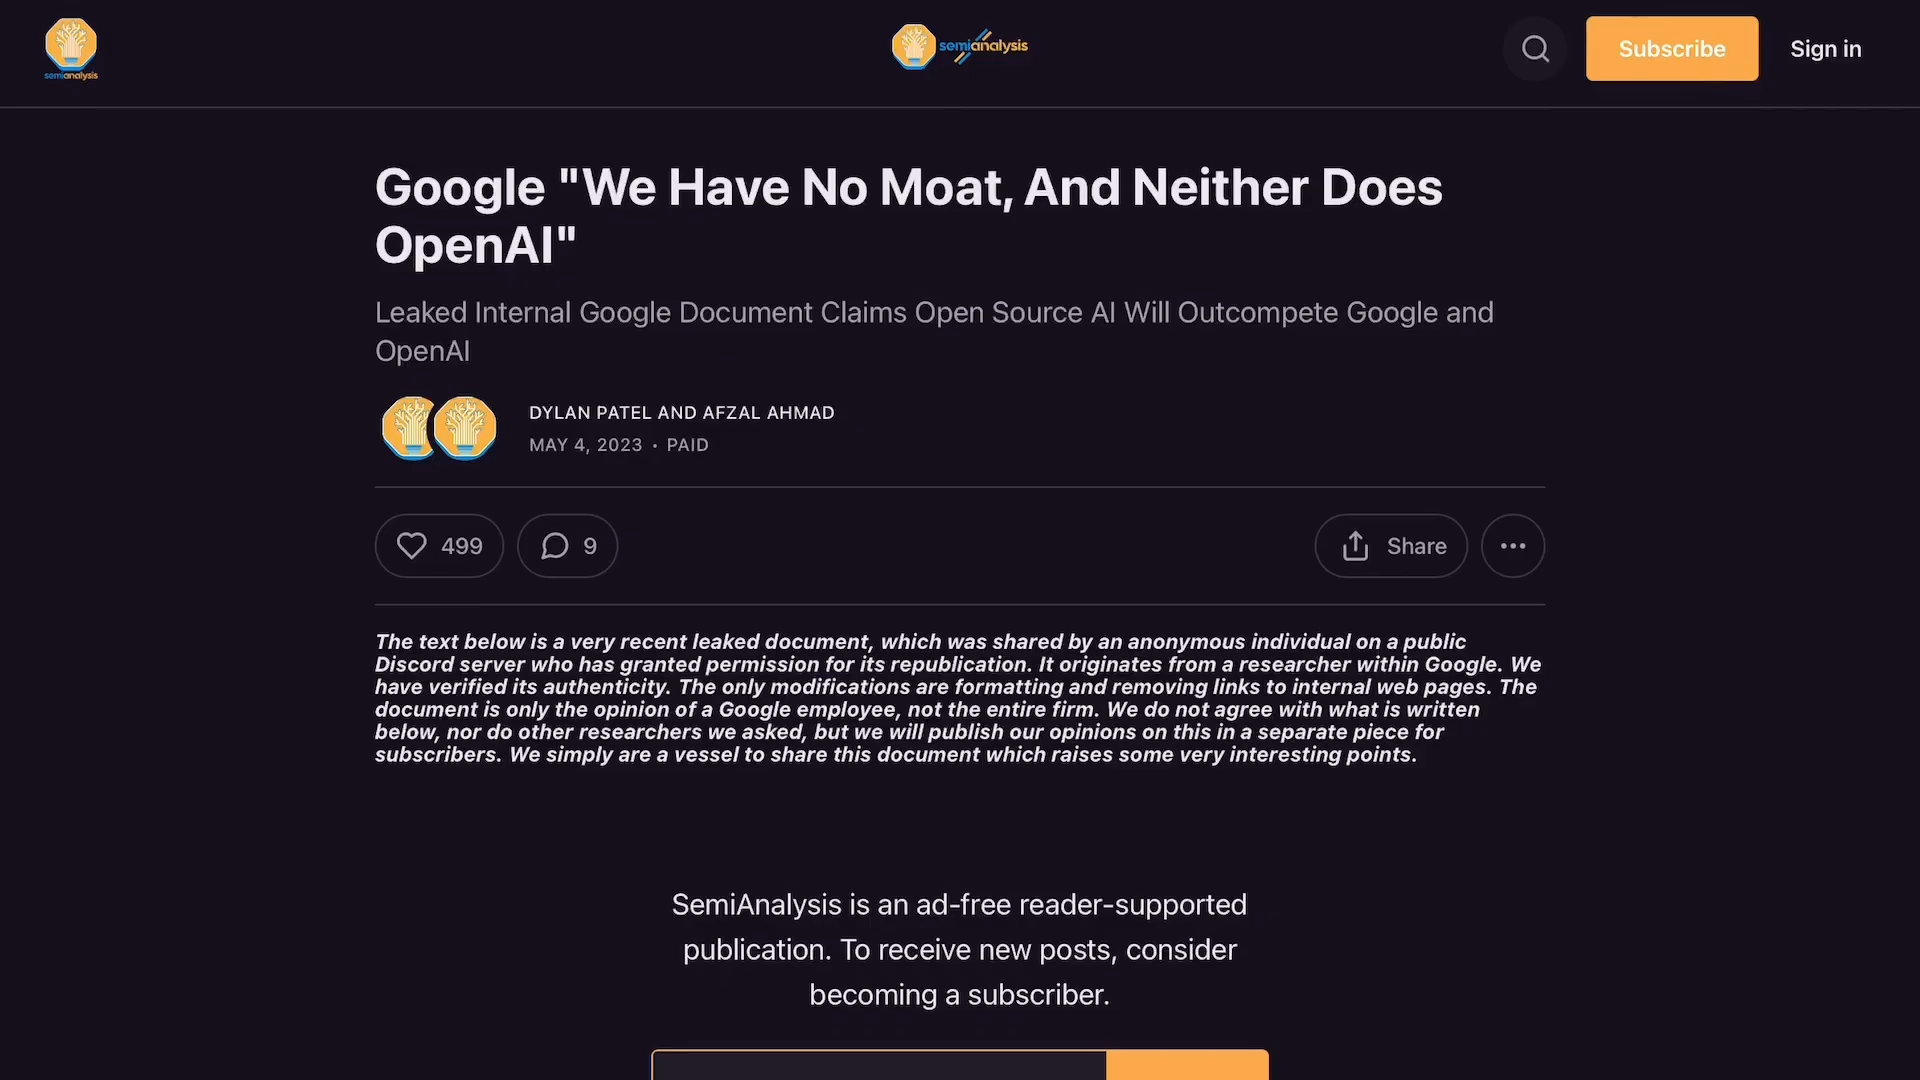 semianalysis
semianalysis
Subscribe
Sign in
Google "We Have No Moat, And Neither Does
OpenAI"
Leaked Internal Google Document Claims Open Source AI Will Outcompete Google and
OpenAI
DYLAN PATEL AND AFZAL AHMAD
MAY 4, 2023 · PAID
499
9
Share
The text below is a very recent leaked document, which was shared by an anonymous individual on a public
Discord server who has granted permission for its republication. It originates from a researcher within Google. We
have verified its authenticity. The only modifications are formatting and removing links to internal web pages. The
document is only the opinion of a Google employee, not the entire firm. We do not agree with what is written
below, nor do other researchers we asked, but we will publish our opinions on this in a separate piece for
subscribers. We simply are a vessel to share this document which raises some very interesting points.
SemiAnalysis is an ad-free reader-supported
publication. To receive new posts, consider
becoming a subscriber.